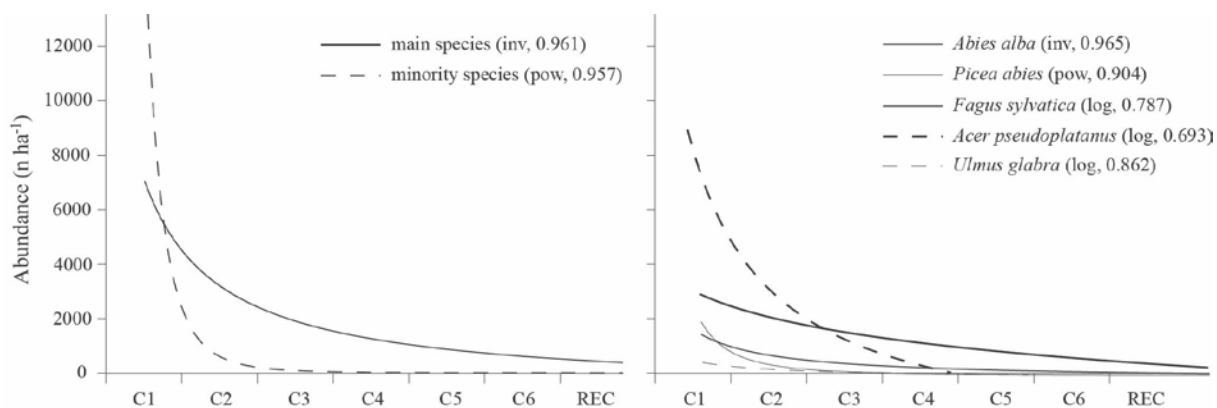 12000
10000
8000
6000
4000
2000
0
Abundance (n ha-1)
main species (inv, 0.961)
minority species (pow, 0.957)
C1 C2 C3 C4 C5 C6 REC
Abies alba (inv, 0.965)
Picea abies (pow, 0.904)
Fagus sylvatica (log, 0.787)
Acer pseudoplatanus (log, 0.693)
Ulmus glabra (log, 0.862)
C1 C2 C3 C4 C5 C6 REC